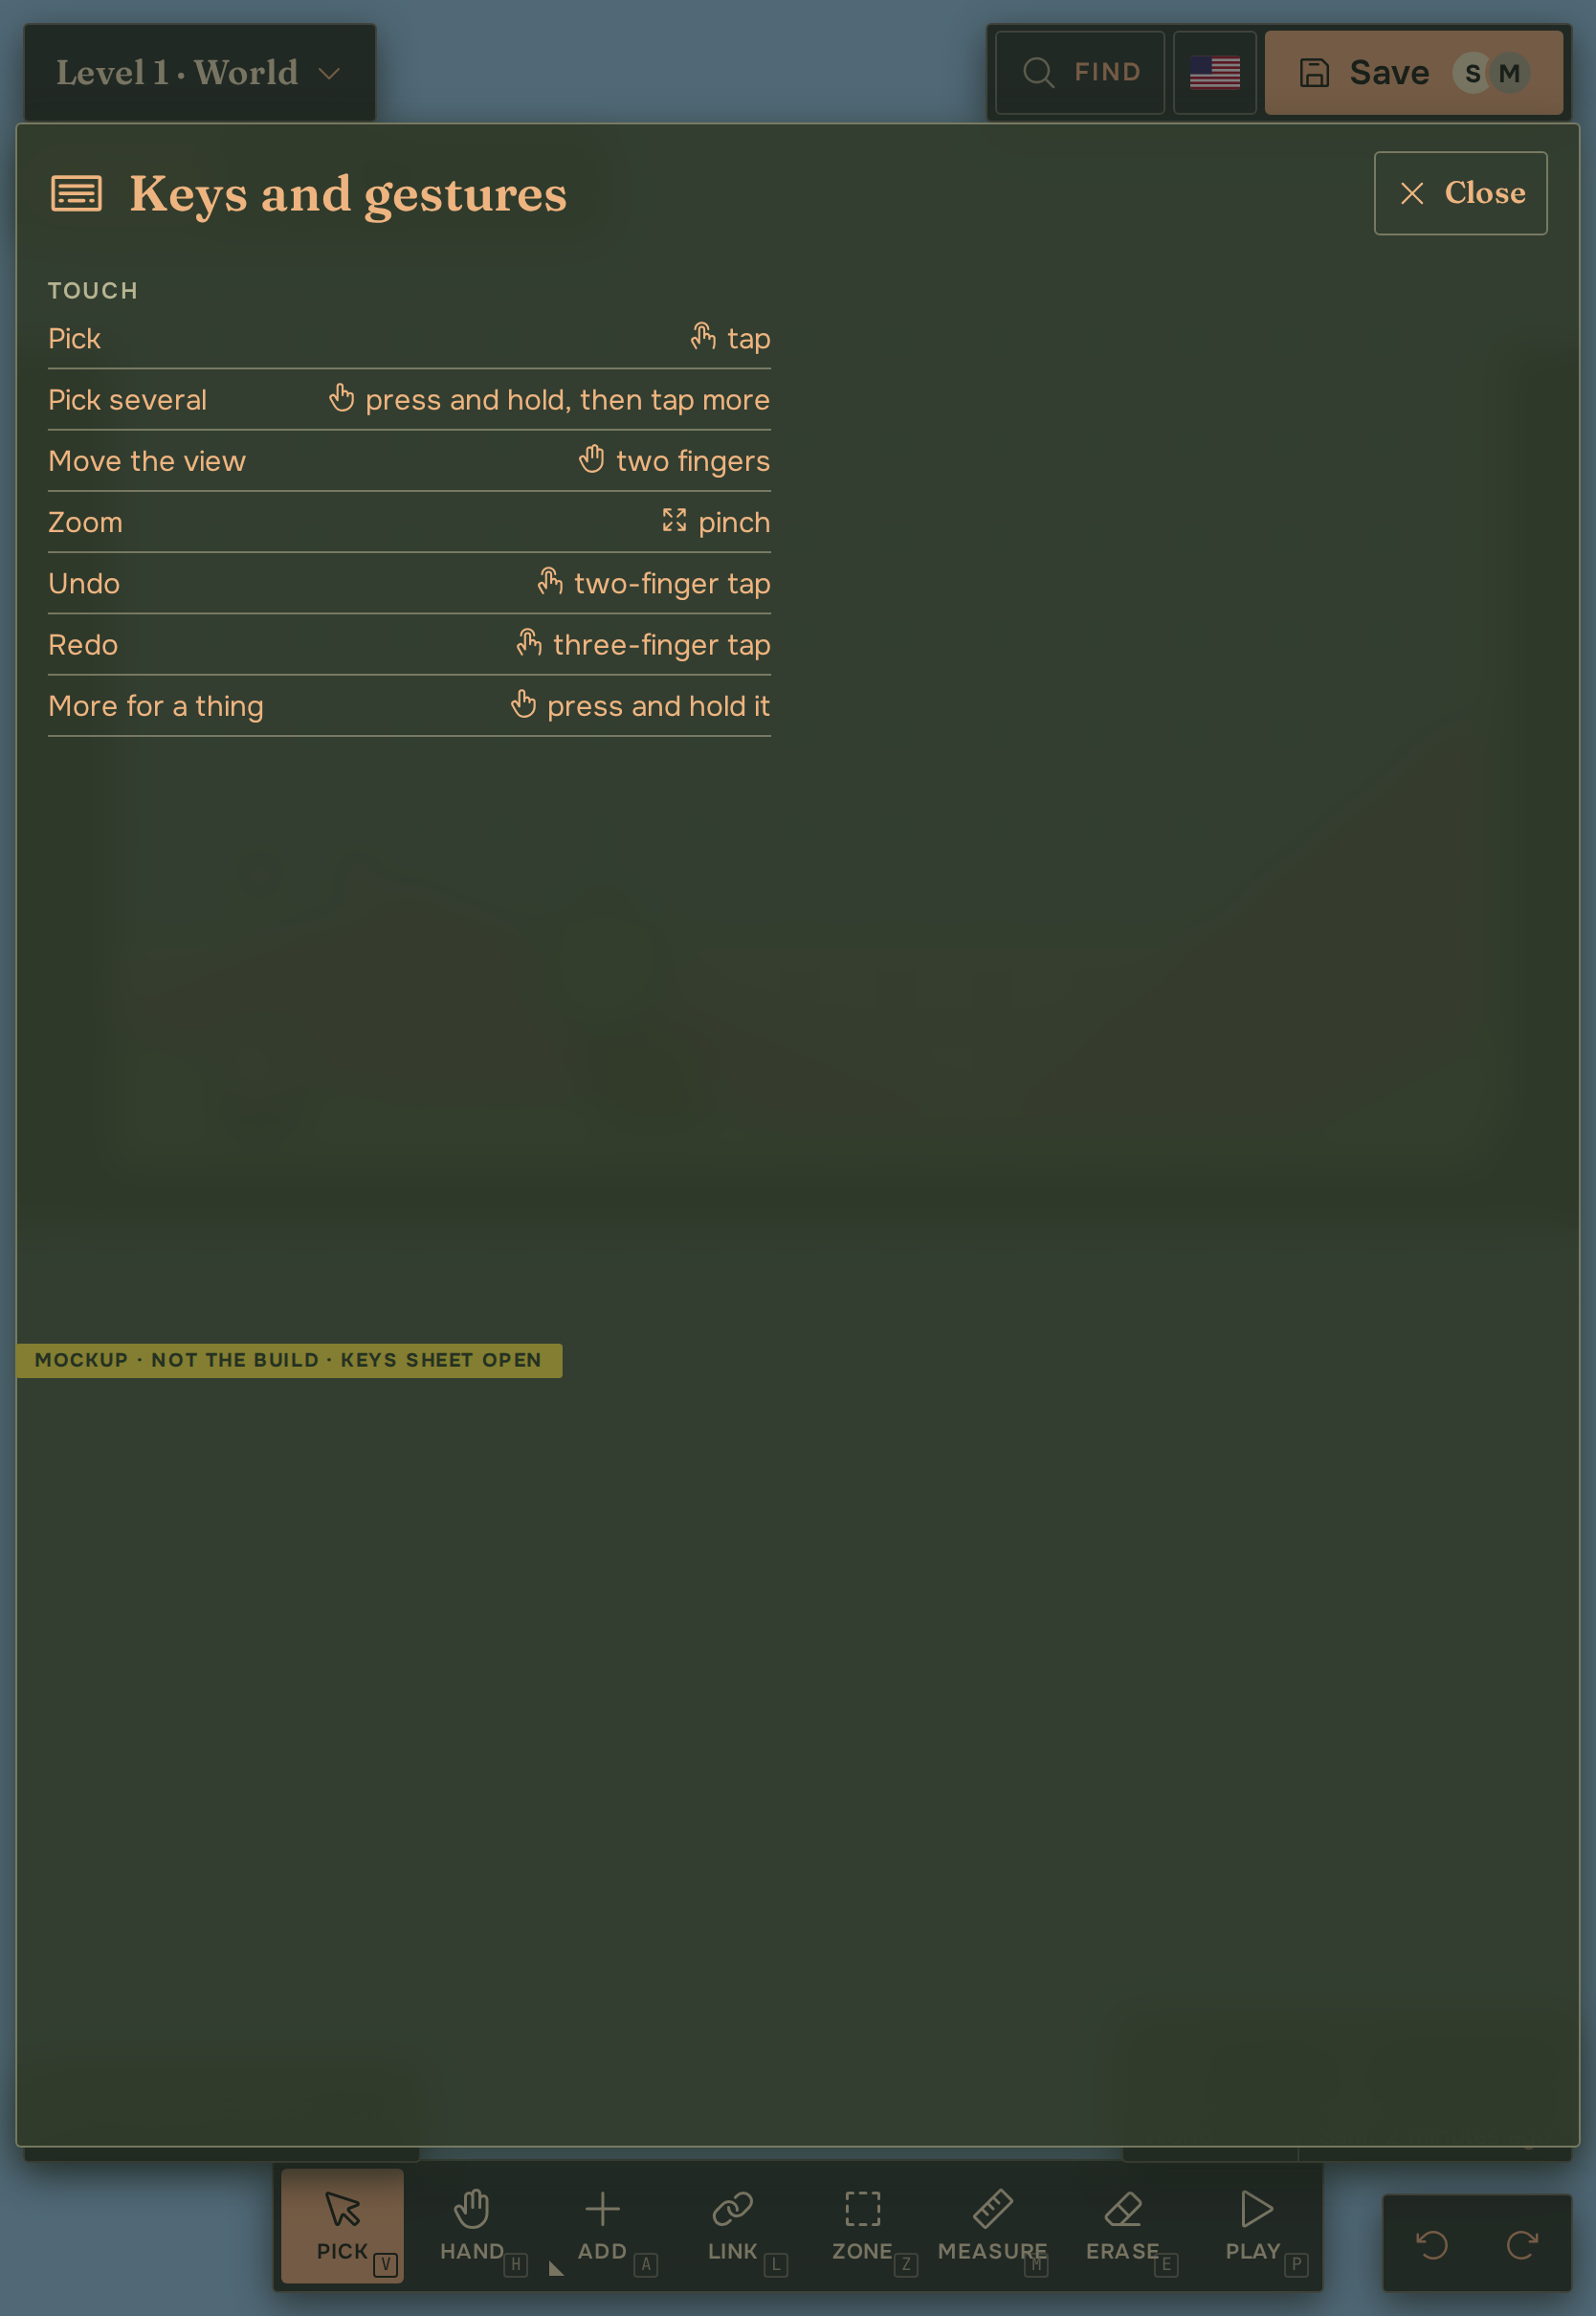 Level 1 · World
FIND
Save
S M
Keys and gestures
Close
TOUCH
Pick tap
Pick several press and hold, then tap more
Move the view two fingers
Zoom pinch
Undo two-finger tap
Redo three-finger tap
More for a thing press and hold it
MOCKUP · NOT THE BUILD · KEYS SHEET OPEN
PICK V HAND H ADD A LINK L ZONE Z MEASURE M ERASE E PLAY P